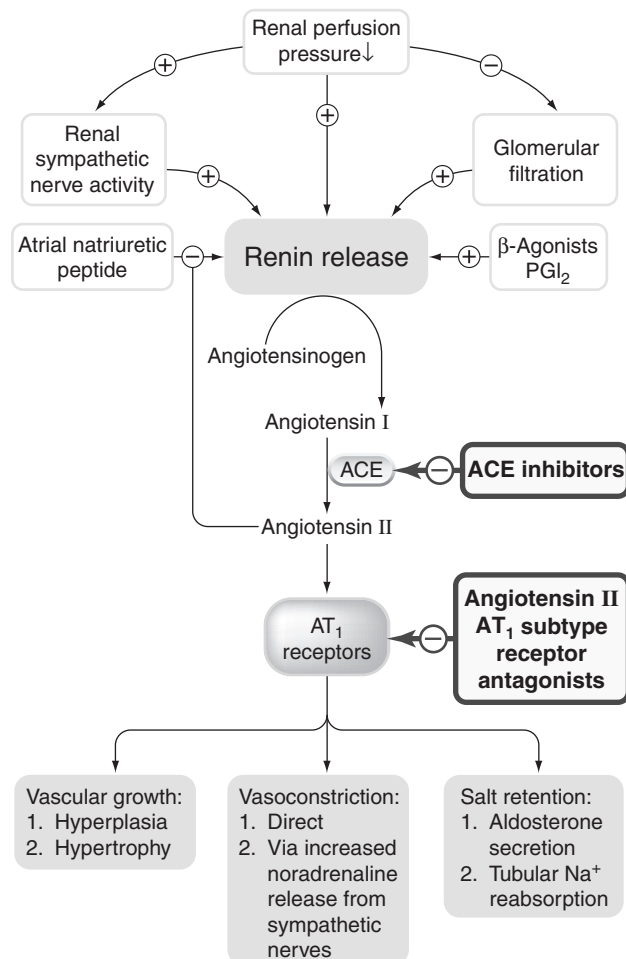 Renal perfusion
pressure↓
+
−
+
Renal
sympathetic
nerve activity
+
Glomerular
filtration
+
Atrial natriuretic
peptide
−
Renin release
+
β-Agonists
PGI₂
Angiotensinogen
Angiotensin I
ACE
−
ACE inhibitors
Angiotensin II
AT₁
receptors
−
Angiotensin II
AT₁ subtype
receptor
antagonists
Vascular growth:
1. Hyperplasia
2. Hypertrophy
Vasoconstriction:
1. Direct
2. Via increased
noradrenaline
release from
sympathetic
nerves
Salt retention:
1. Aldosterone
secretion
2. Tubular Na⁺
reabsorption